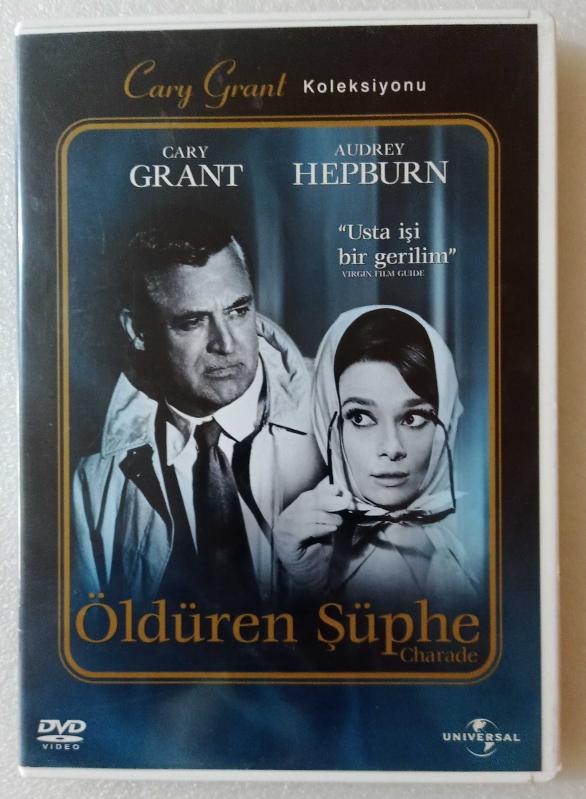 Cary Grant Koleksiyonu
CARY GRANT
AUDREY HEPBURN
“Usta işi
bir gerilim”
VIRGIN FILM GUIDE
Öldüren Şüphe
Charade
DVD
VIDEO
UNIVERSAL